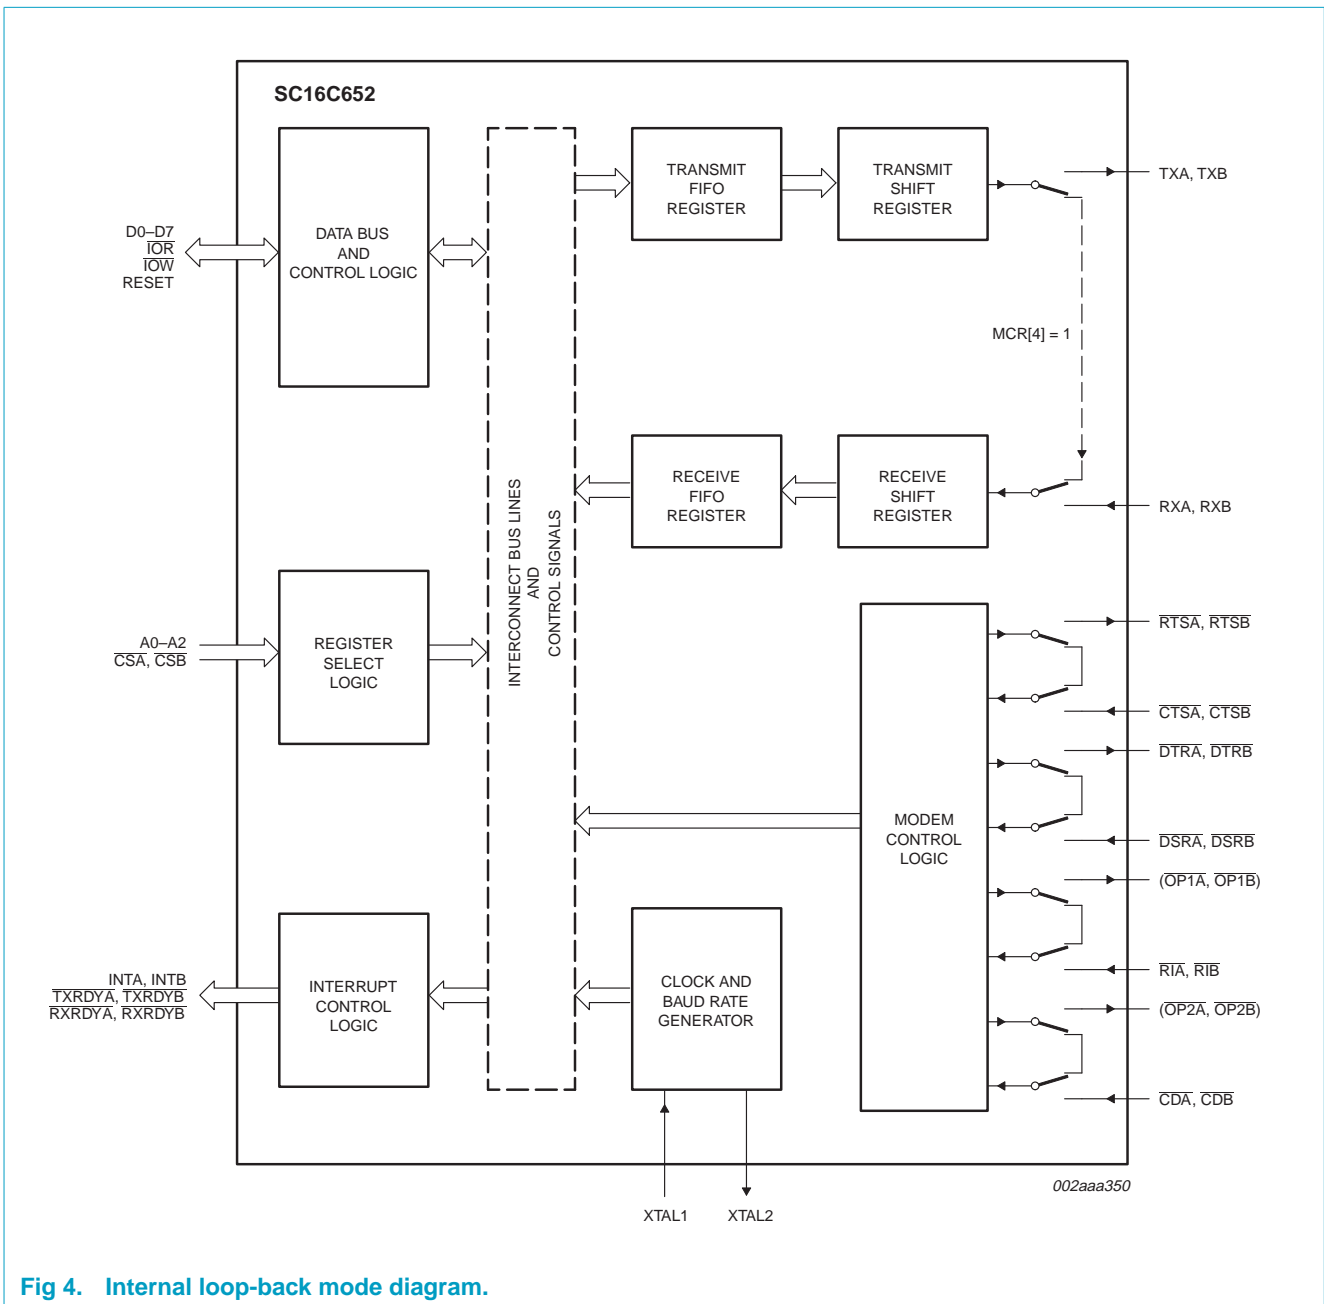 SC16C652
D0–D7
IOR
IOW
RESET
DATA BUS
AND
CONTROL LOGIC
TRANSMIT
FIFO
REGISTER
TRANSMIT
SHIFT
REGISTER
TXA, TXB
MCR[4] = 1
RECEIVE
FIFO
REGISTER
RECEIVE
SHIFT
REGISTER
RXA, RXB
INTERCONNECT BUS LINES
AND
CONTROL SIGNALS
A0–A2
CSA, CSB
REGISTER
SELECT
LOGIC
MODEM
CONTROL
LOGIC
RTSA, RTSB
CTSA, CTSB
DTRA, DTRB
DSRA, DSRB
(OP1A, OP1B)
RIA, RIB
(OP2A, OP2B)
CDA, CDB
INTA, INTB
TXRDYA, TXRDYB
RXRDYA, RXRDYB
INTERRUPT
CONTROL
LOGIC
CLOCK AND
BAUD RATE
GENERATOR
XTAL1
XTAL2
002aaa350
Fig 4. Internal loop-back mode diagram.